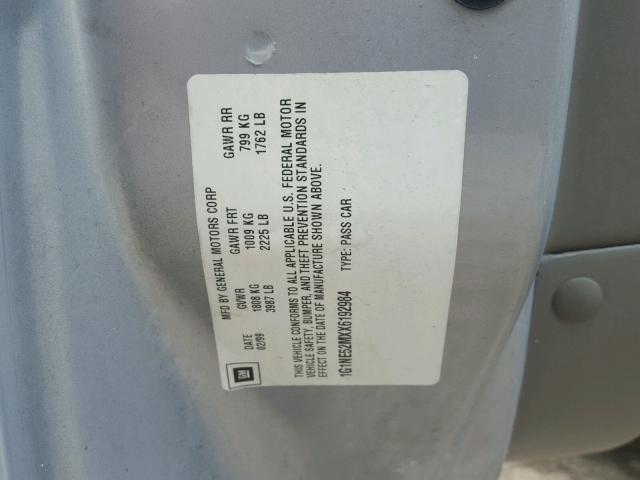 MFD BY GENERAL MOTORS CORP
DATE GVWR GAWR FRT GAWR RR
02/99 1808 KG 1009 KG 799 KG
3987 LB 2225 LB 1762 LB
THIS VEHICLE CONFORMS TO ALL APPLICABLE U.S. FEDERAL MOTOR
VEHICLE SAFETY, BUMPER, AND THEFT PREVENTION STANDARDS IN
EFFECT ON THE DATE OF MANUFACTURE SHOWN ABOVE.
1G1NE52MXX6192984 TYPE: PASS CAR
GM